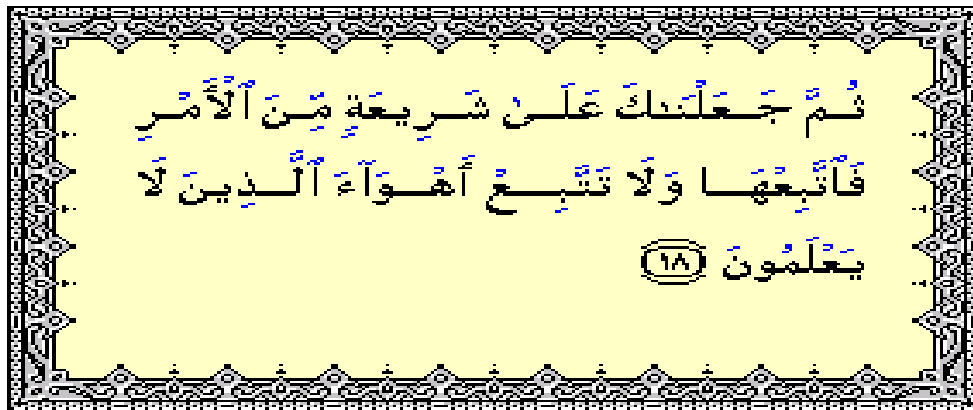 ثُمَّ جَعَلْنَـٰكَ عَلَىٰ شَرِيعَةٍ مِّنَ ٱلْأَمْرِ
فَٱتَّبِعْهَا وَلَا تَتَّبِعْ أَهْوَآءَ ٱلَّذِينَ لَا
يَعْلَمُونَ ١٨